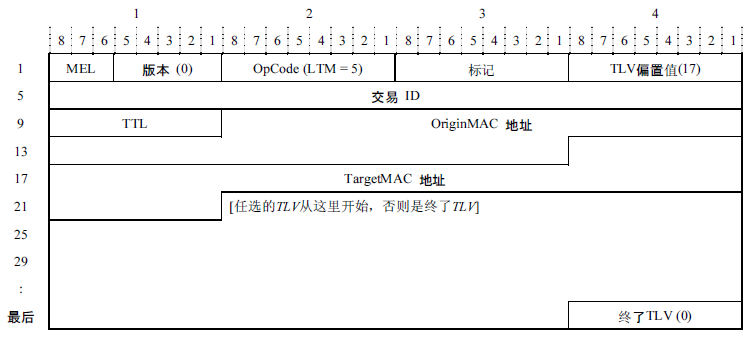 1 2 3 4
8 7 6 5 4 3 2 1 8 7 6 5 4 3 2 1 8 7 6 5 4 3 2 1 8 7 6 5 4 3 2 1
1 MEL 版本 (0) OpCode (LTM = 5) 标记 TLV偏置值(17)
5 交易 ID
9 TTL OriginMAC 地址
13
17 TargetMAC 地址
21 [任选的TLV从这里开始，否则是终了TLV]
25
29
:
最后 终了TLV (0)